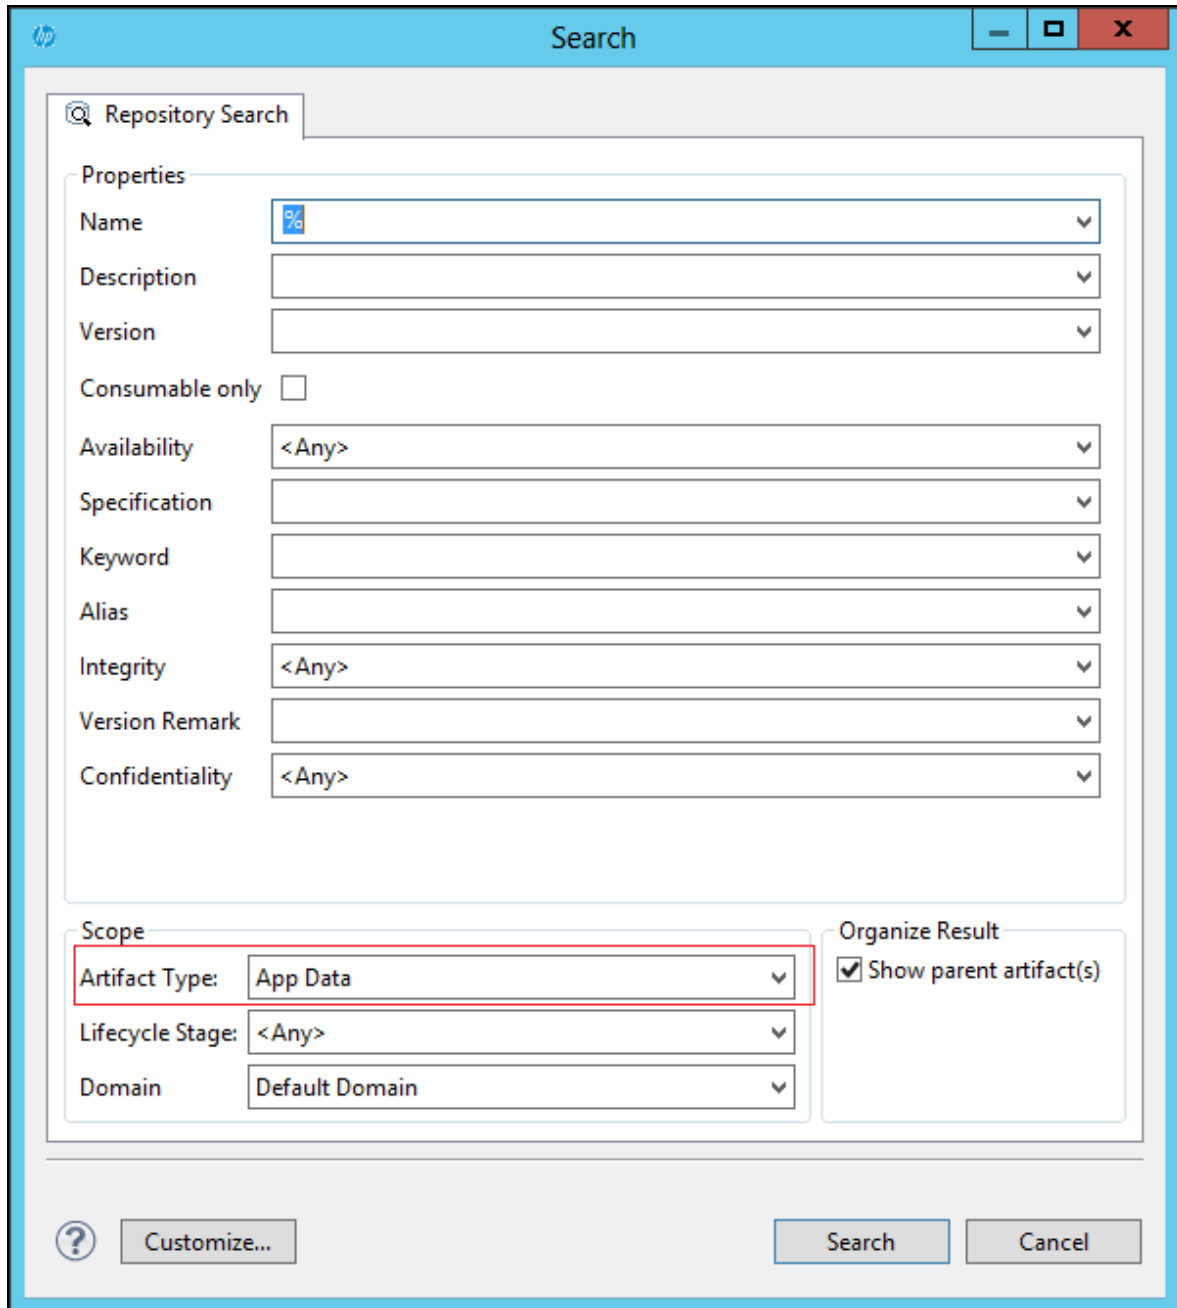 hp
Search
Repository Search
Properties
Name %
Description
Version
Consumable only
Availability <Any>
Specification
Keyword
Alias
Integrity <Any>
Version Remark
Confidentiality <Any>
Scope
Artifact Type: App Data
Lifecycle Stage: <Any>
Domain Default Domain
Organize Result
Show parent artifact(s)
? Customize... Search Cancel